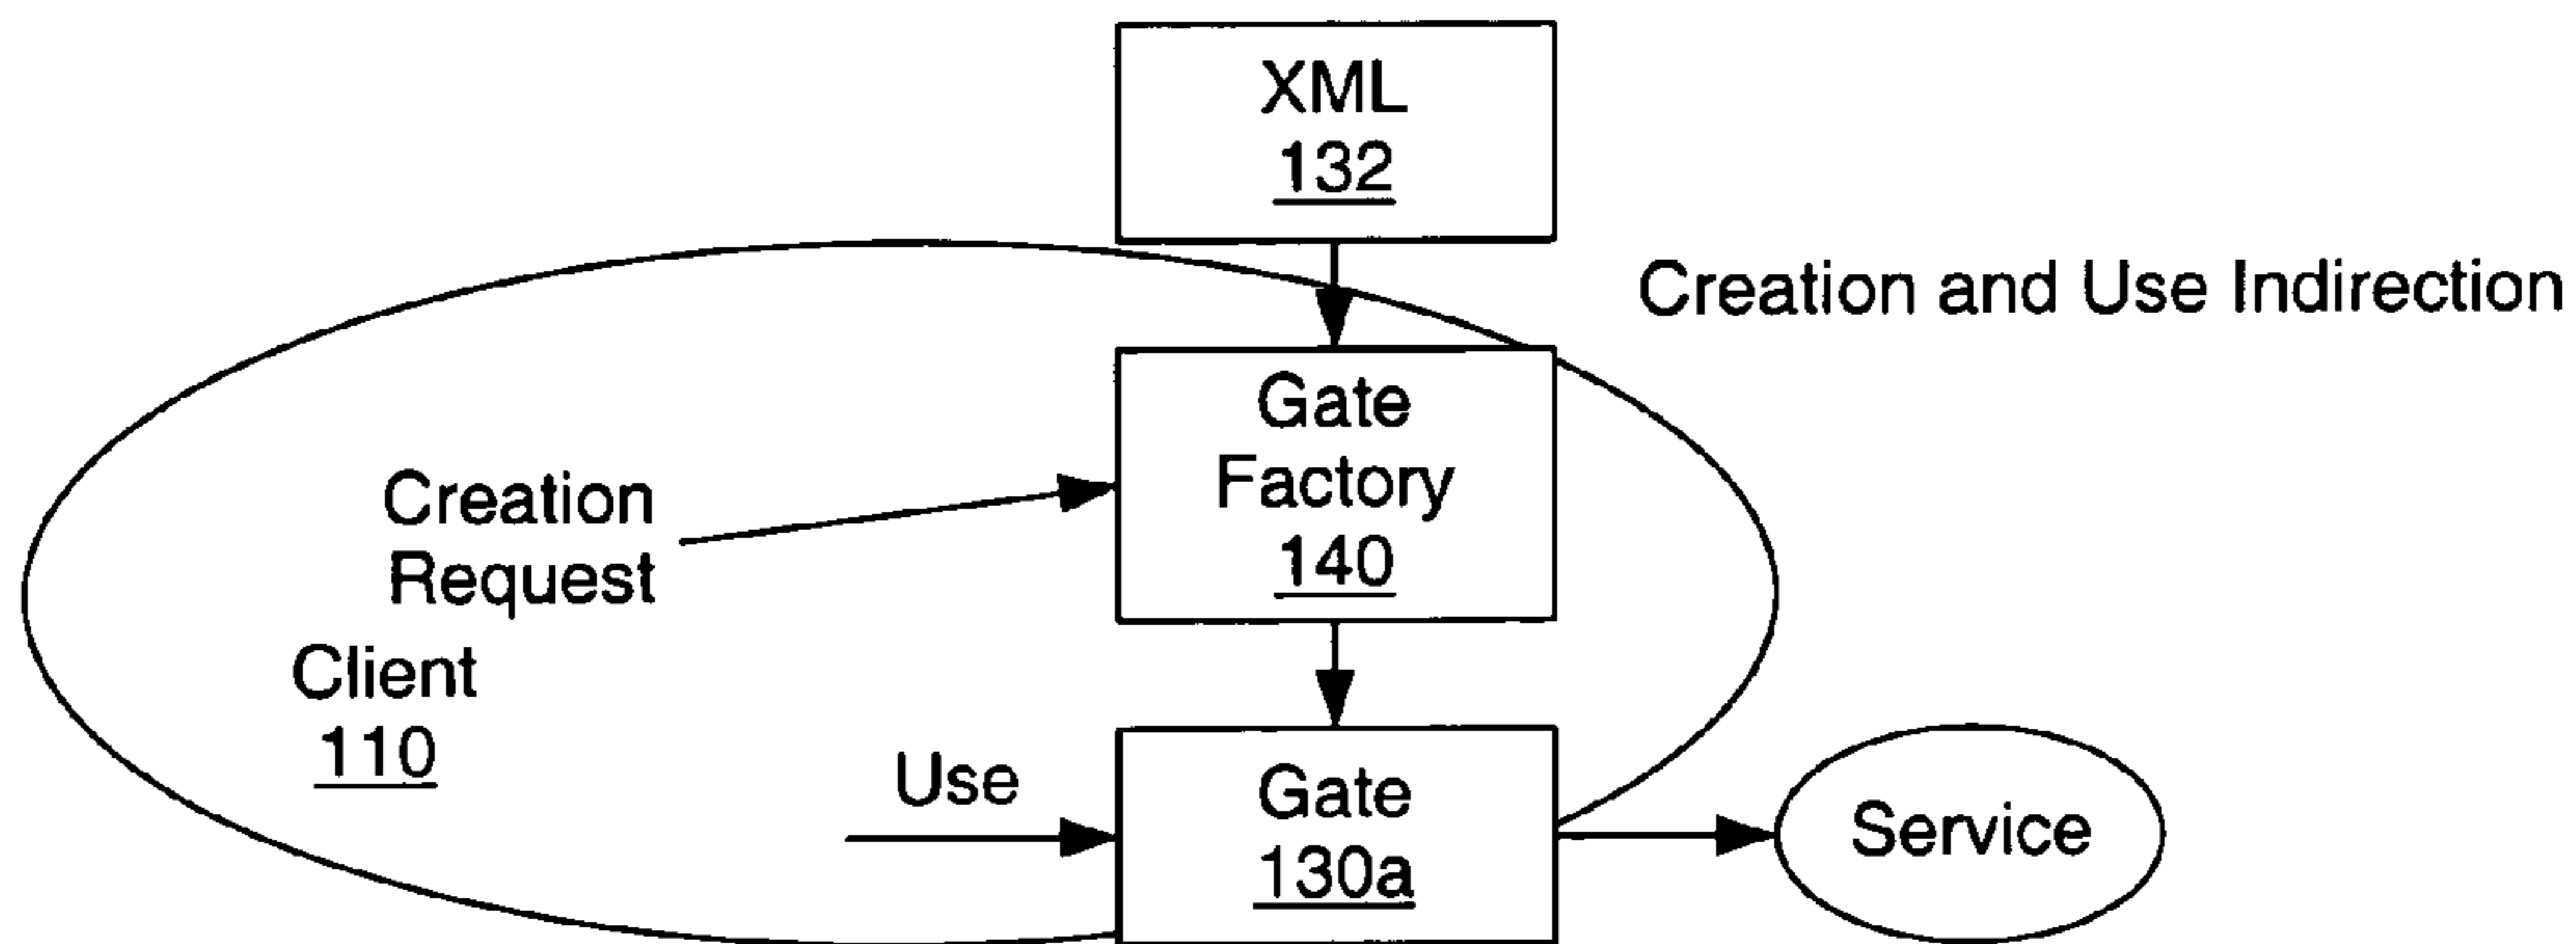 XML
132
Creation and Use Indirection
Gate
Factory
140
Creation
Request
Client
110
Use
Gate
130a
Service